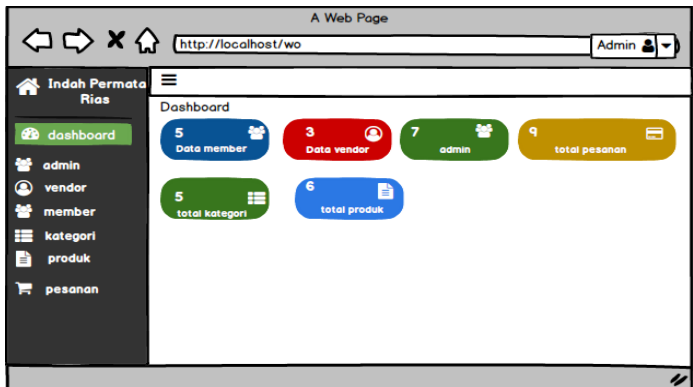 A Web Page
http://localhost/wo
Admin
Indah Permata
Rias
dashboard
admin
vendor
member
kategori
produk
pesanan
Dashboard
5
Data member
3
Data vendor
7
admin
9
total pesanan
5
total kategori
6
total produk